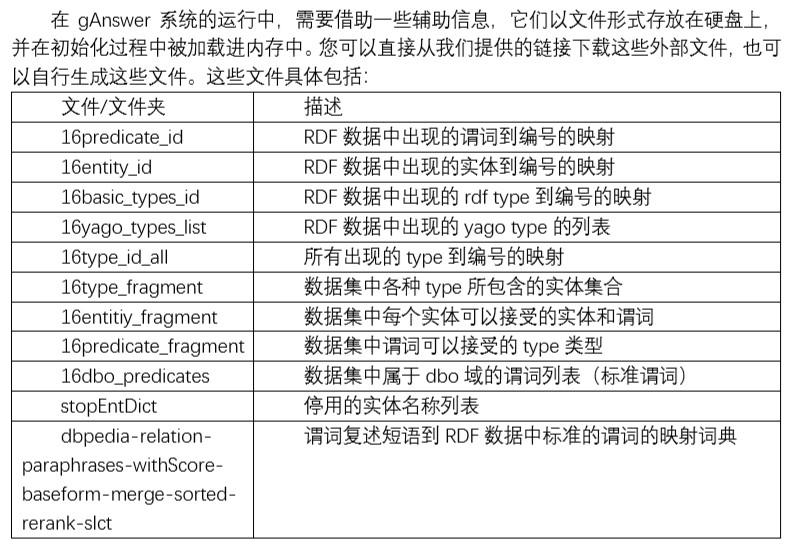 在 gAnswer 系统的运行中，需要借助一些辅助信息，它们以文件形式存放在硬盘上，
并在初始化过程中被加载进内存中。您可以直接从我们提供的链接下载这些外部文件，也可
以自行生成这些文件。这些文件具体包括：
文件/文件夹 描述
16predicate_id RDF 数据中出现的谓词到编号的映射
16entity_id RDF 数据中出现的实体到编号的映射
16basic_types_id RDF 数据中出现的 rdf type 到编号的映射
16yago_types_list RDF 数据中出现的 yago type 的列表
16type_id_all 所有出现的 type 到编号的映射
16type_fragment 数据集中各种 type 所包含的实体集合
16entitiy_fragment 数据集中每个实体可以接受的实体和谓词
16predicate_fragment 数据集中谓词可以接受的 type 类型
16dbo_predicates 数据集中属于 dbo 域的谓词列表（标准谓词）
stopEntDict 停用的实体名称列表
dbpedia-relation- 谓词复述短语到 RDF 数据中标准的谓词的映射词典
paraphrases-withScore-
baseform-merge-sorted-
rerank-slct